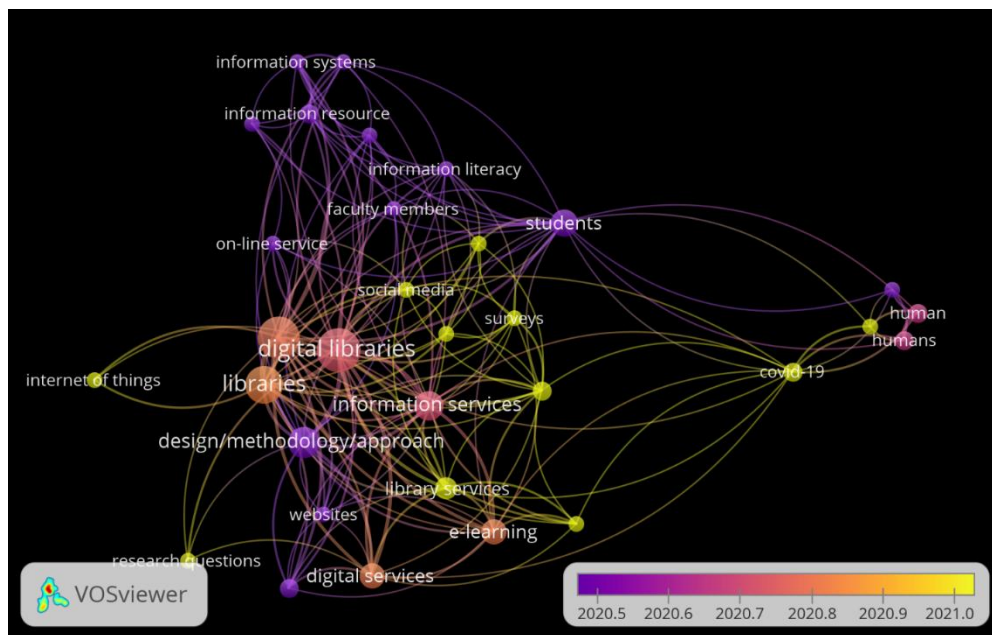 information systems
information resource
information literacy
faculty members
students
on-line service
social media
human
surveys
humans
digital libraries
covid-19
internet of things
libraries
information services
design/methodology/approach
library services
websites
e-learning
research questions
digital services
VOSviewer
2020.5 2020.6 2020.7 2020.8 2020.9 2021.0